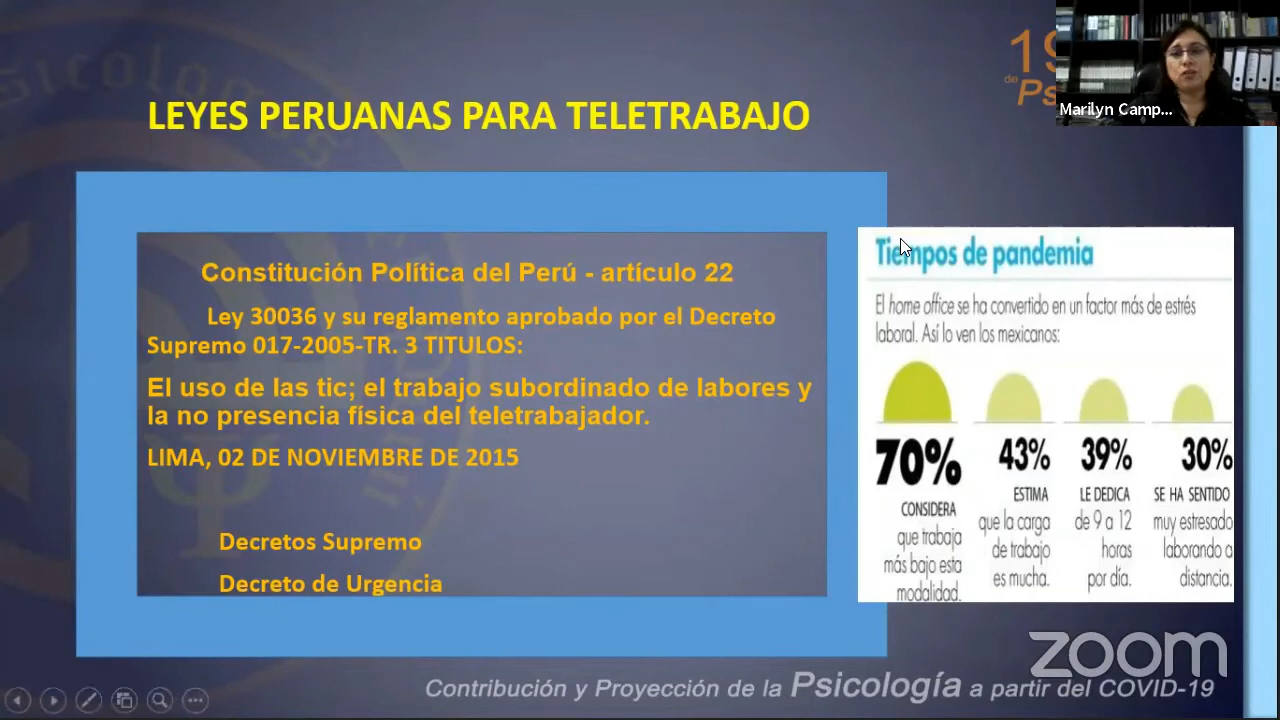 sicologos
19
de
Ps
Marilyn Camp...
LEYES PERUANAS PARA TELETRABAJO
Constitución Política del Perú - artículo 22
Ley 30036 y su reglamento aprobado por el Decreto
Supremo 017-2005-TR. 3 TITULOS:
El uso de las tic; el trabajo subordinado de labores y
la no presencia física del teletrabajador.
LIMA, 02 DE NOVIEMBRE DE 2015
Decretos Supremo
Decreto de Urgencia
Tiempos de pandemia
El home office se ha convertido en un factor más de estrés
laboral. Así lo ven los mexicanos:
70%
CONSIDERA
que trabaja
más bajo esta
modalidad.
43%
ESTIMA
que la carga
de trabajo
es mucha.
39%
LE DEDICA
de 9 a 12
horas
por día.
30%
SE HA SENTIDO
muy estresado
laborando a
distancia.
zoom
Contribución y Proyección de la Psicología a partir del COVID-19